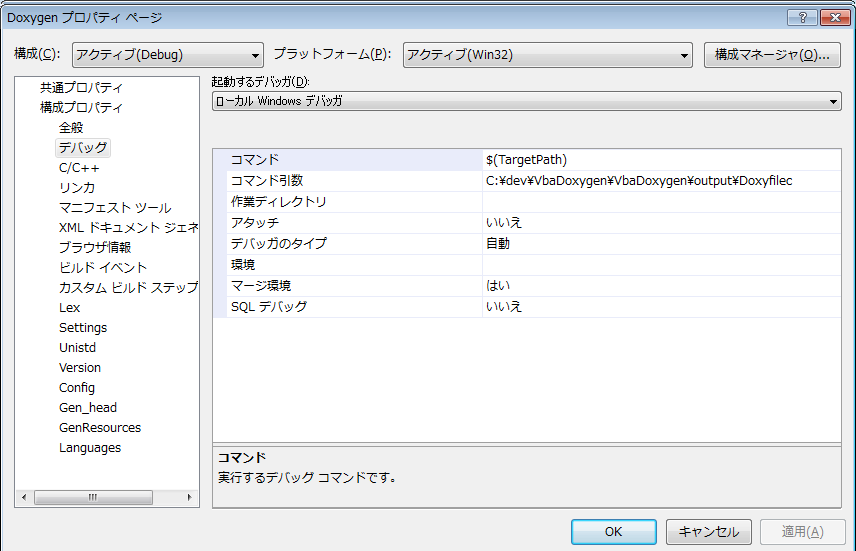 Doxygen プロパティ ページ
構成(C): アクティブ(Debug) プラットフォーム(P): アクティブ(Win32) 構成マネージャ(O)...
共通プロパティ
構成プロパティ
全般
デバッグ
C/C++
リンカ
マニフェスト ツール
XML ドキュメント ジェネ
ブラウザ情報
ビルド イベント
カスタム ビルド ステップ
Lex
Settings
Unistd
Version
Config
Gen_head
GenResources
Languages
起動するデバッガ(D):
ローカル Windows デバッガ
コマンド $(TargetPath)
コマンド引数 C:¥dev¥VbaDoxygen¥VbaDoxygen¥output¥Doxyfilec
作業ディレクトリ
アタッチ いいえ
デバッガのタイプ 自動
環境
マージ環境 はい
SQL デバッグ いいえ
コマンド
実行するデバッグ コマンドです。
OK キャンセル 適用(A)